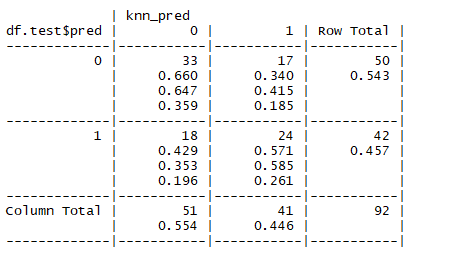 | knn_pred
df.test$pred |         0 |         1 | Row Total |
-------------|-----------|-----------|-----------|
           0 |        33 |        17 |        50 |
             |     0.660 |     0.340 |     0.543 |
             |     0.647 |     0.415 |           |
             |     0.359 |     0.185 |           |
-------------|-----------|-----------|-----------|
           1 |        18 |        24 |        42 |
             |     0.429 |     0.571 |     0.457 |
             |     0.353 |     0.585 |           |
             |     0.196 |     0.261 |           |
-------------|-----------|-----------|-----------|
Column Total |        51 |        41 |        92 |
             |     0.554 |     0.446 |           |
-------------|-----------|-----------|-----------|